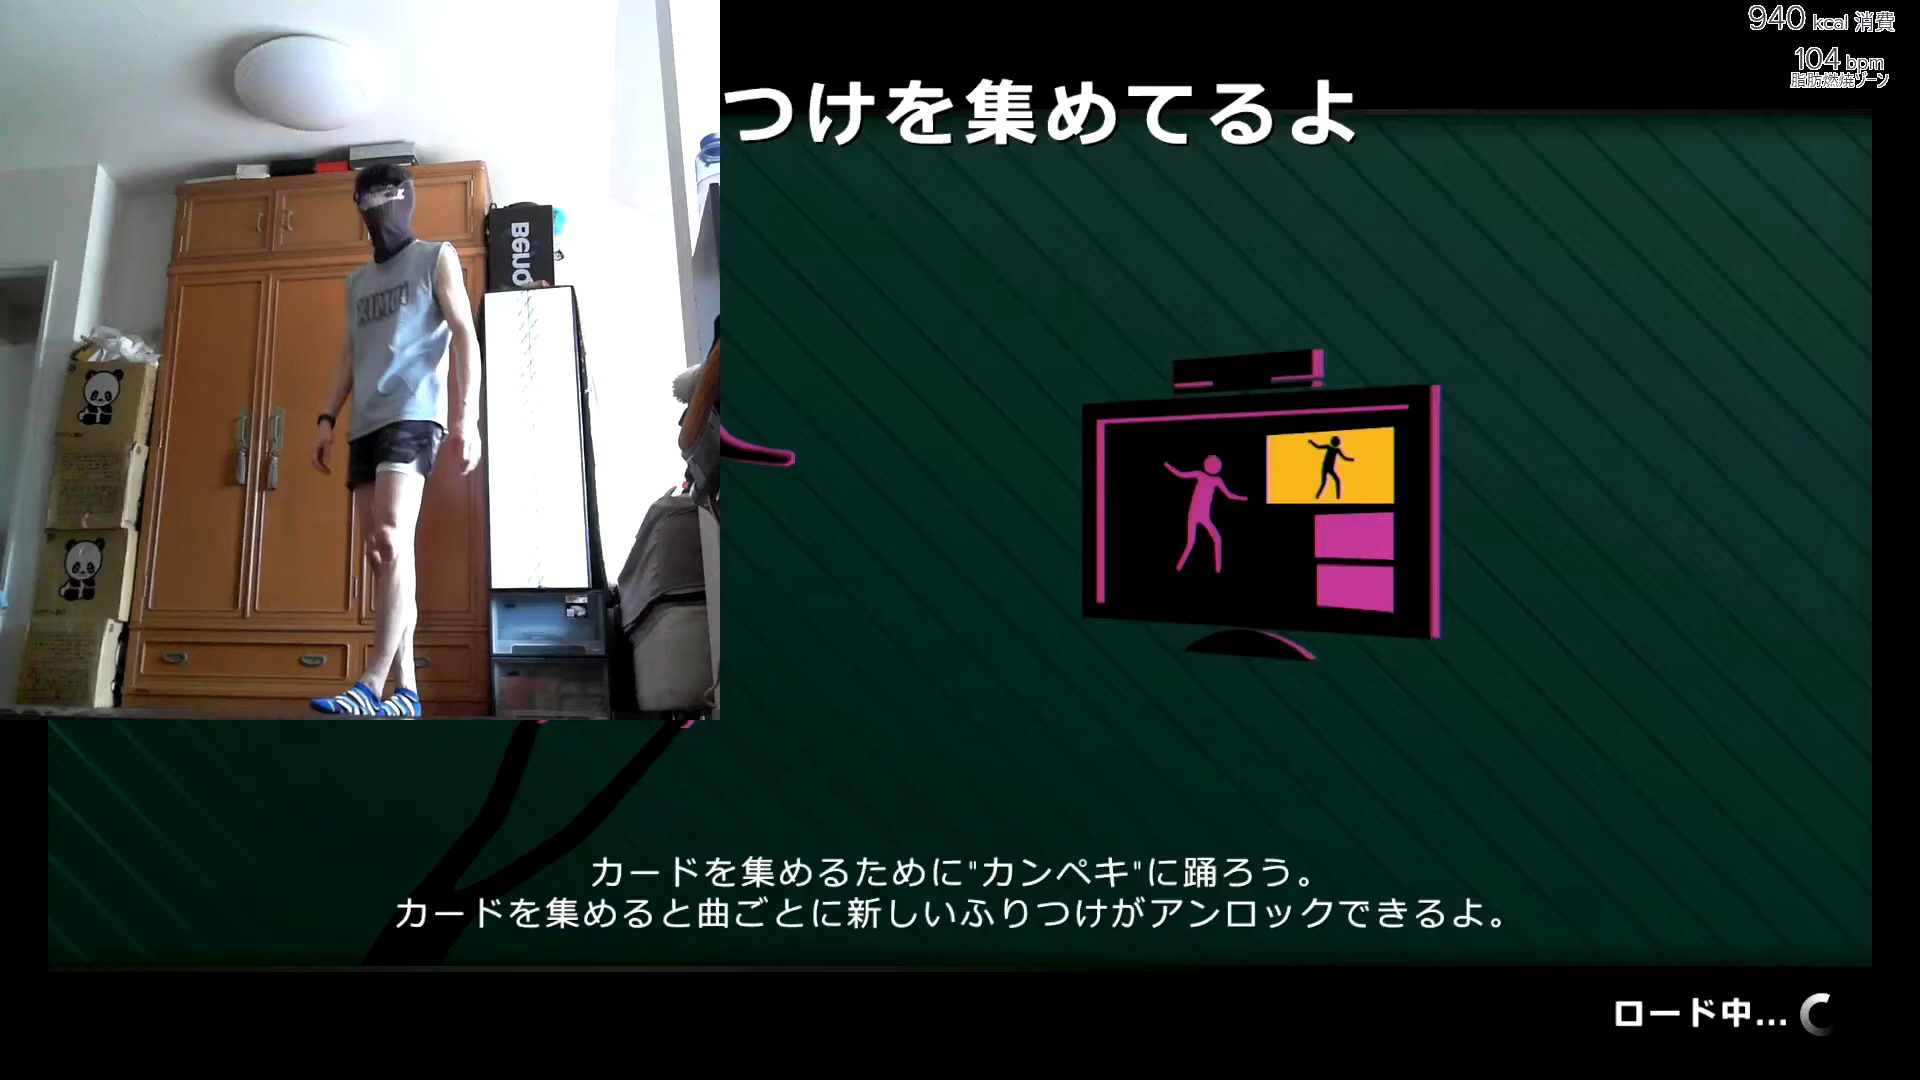 940 kcal 消費
104 bpm
脂肪燃焼ゾーン
つけを集めてるよ
BenQ
カードを集めるために"カンペキ"に踊ろう。
カードを集めると曲ごとに新しいふりつけがアンロックできるよ。
ロード中...